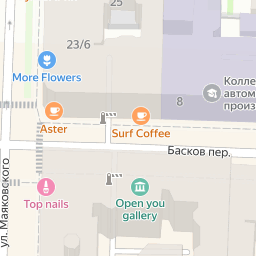 25
23/6
More Flowers
Колле
автом
произ
8
Aster
Surf Coffee
Басков пер.
ул. Маяковского
Top nails
Open you
gallery